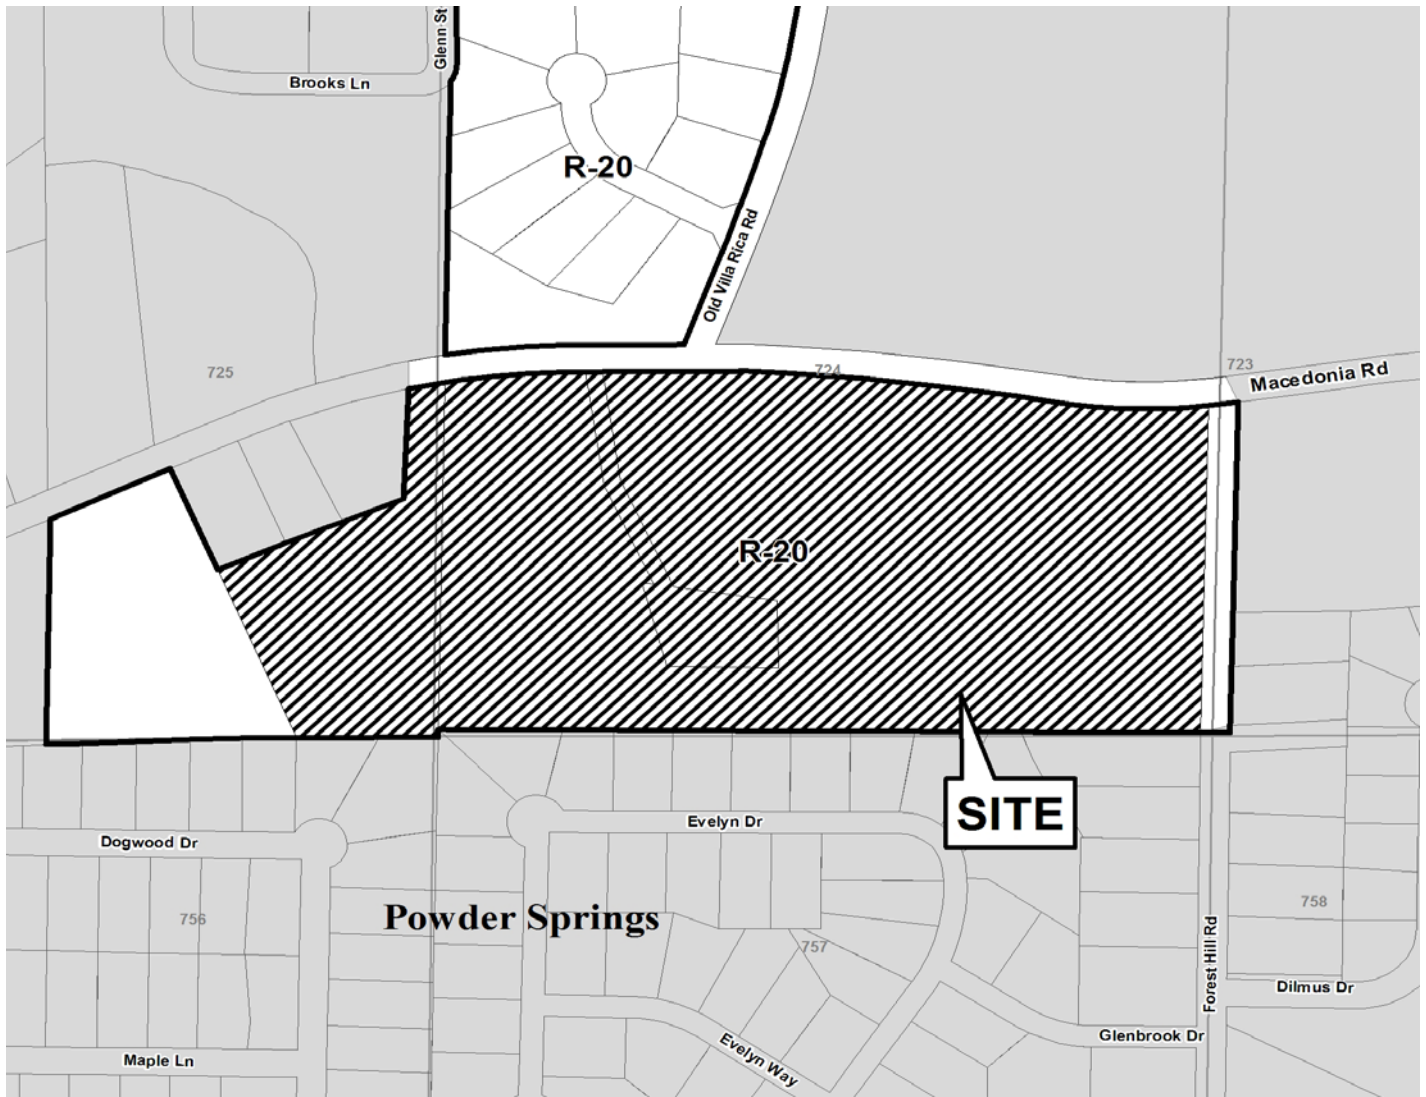 Glenn St
Brooks Ln
R-20
Old Villa Rica Rd
725
724
723
Macedonia Rd
R-20
SITE
Evelyn Dr
Dogwood Dr
Powder Springs
756
757
758
Forest Hill Rd
Dilmus Dr
Glenbrook Dr
Evelyn Way
Maple Ln